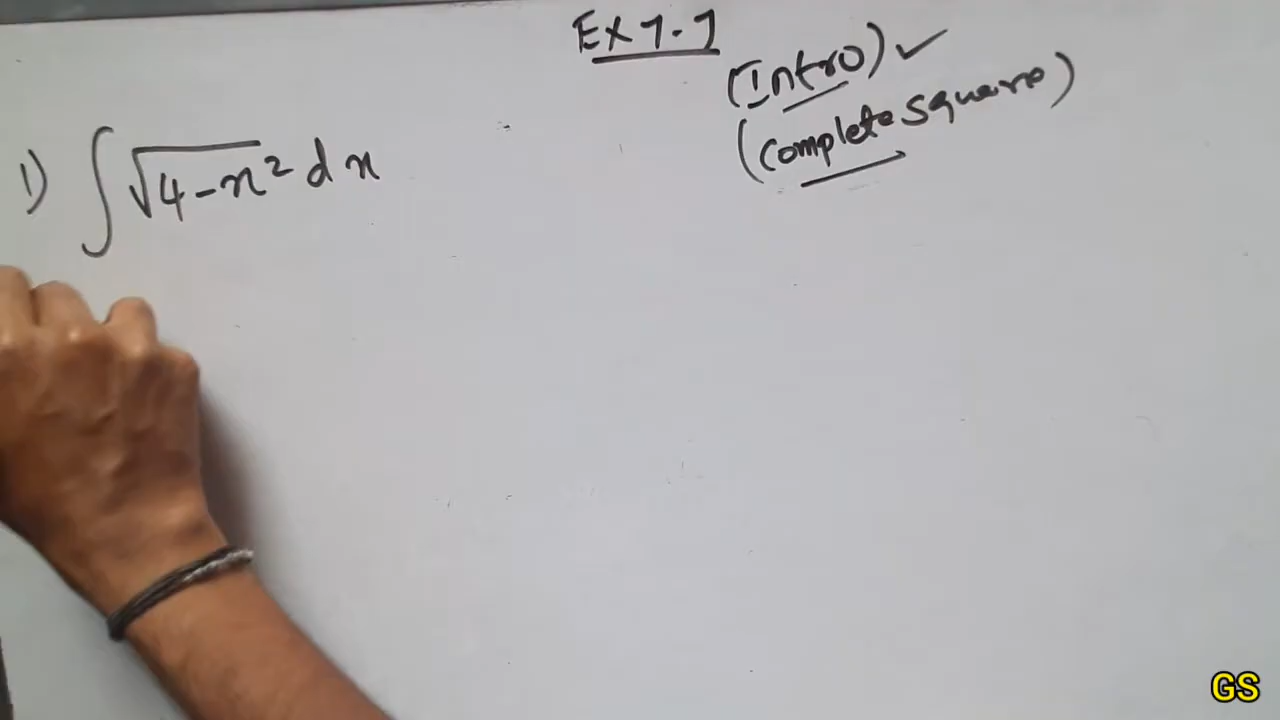 Ex 7.7
(Intro) ✓
(Complete square)
1) ∫ √4-x² dx
GS